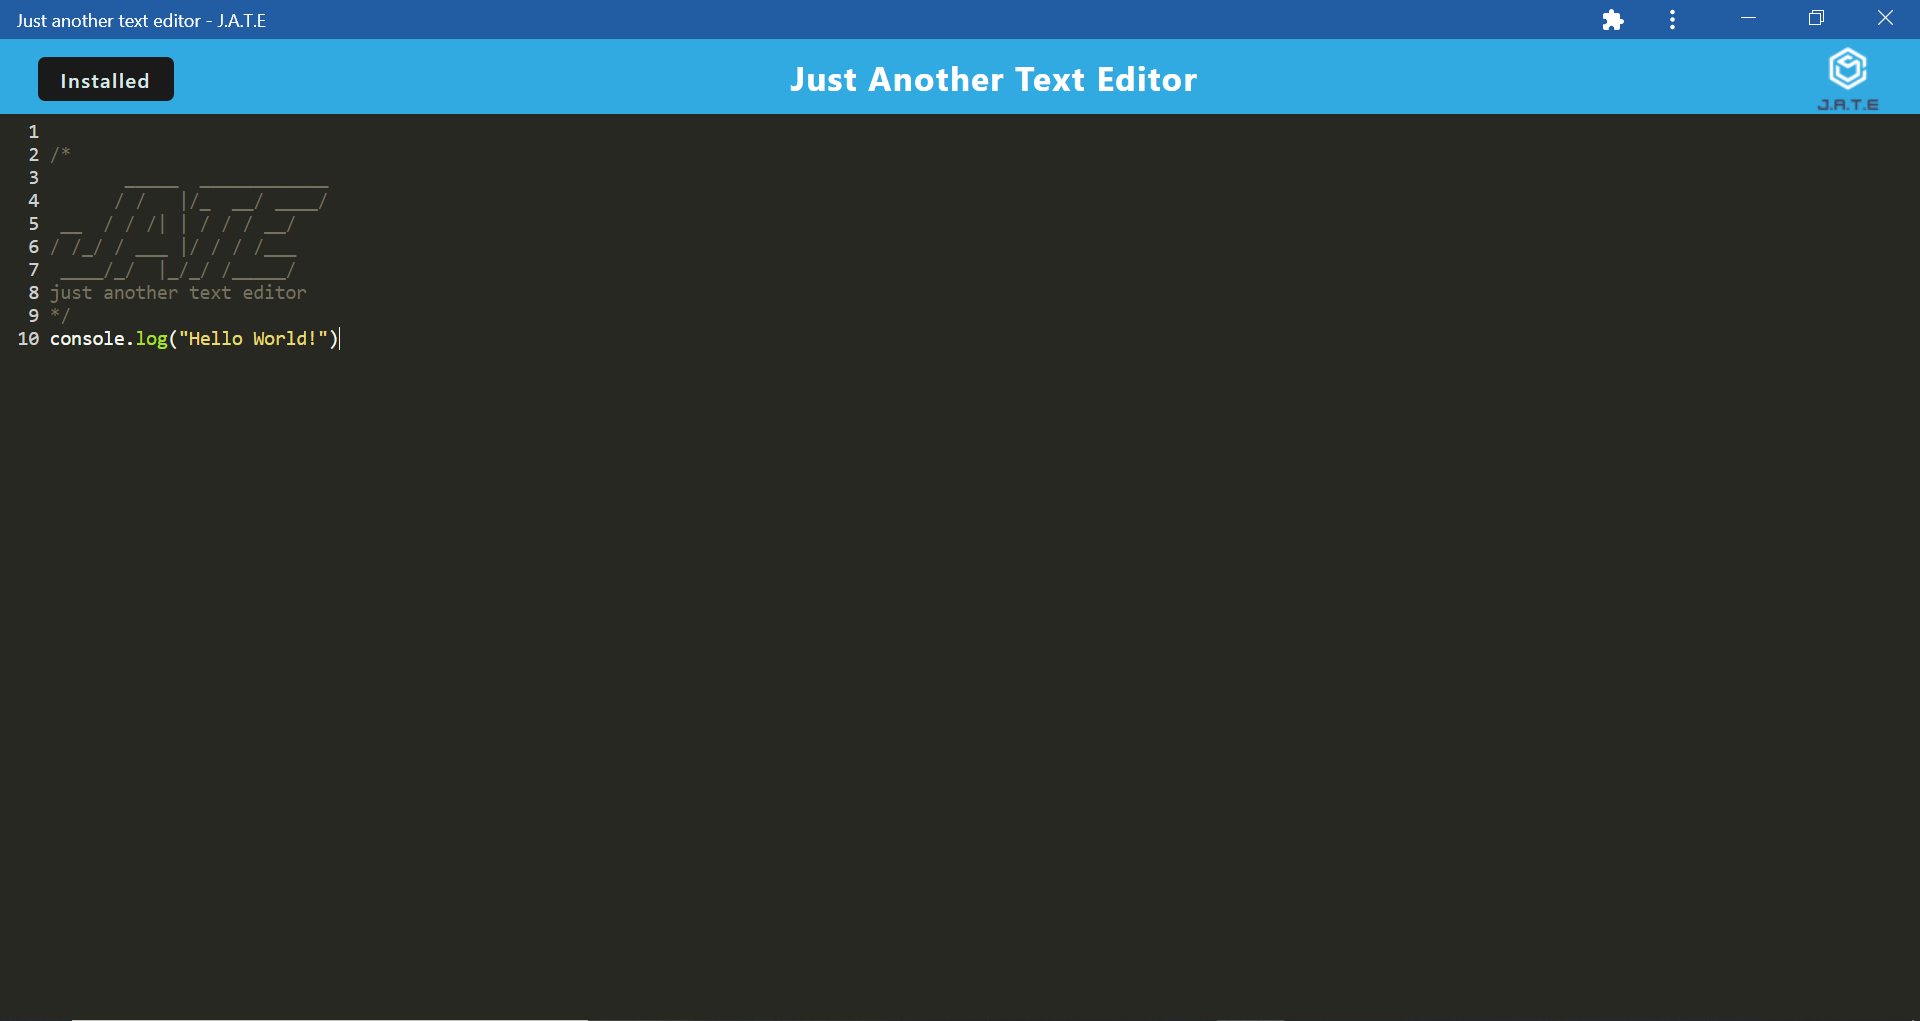 Just another text editor - J.A.T.E
Installed
Just Another Text Editor
J.A.T.E
1
2 /*
3        _____  ____________
4       / /   |/_  __/ ____/
5  __  / / /| | / / / __/
6 / /_/ / ___ |/ / / /___
7  ____/_/  |_/_/ /_____/
8 just another text editor
9 */
10 console.log("Hello World!")